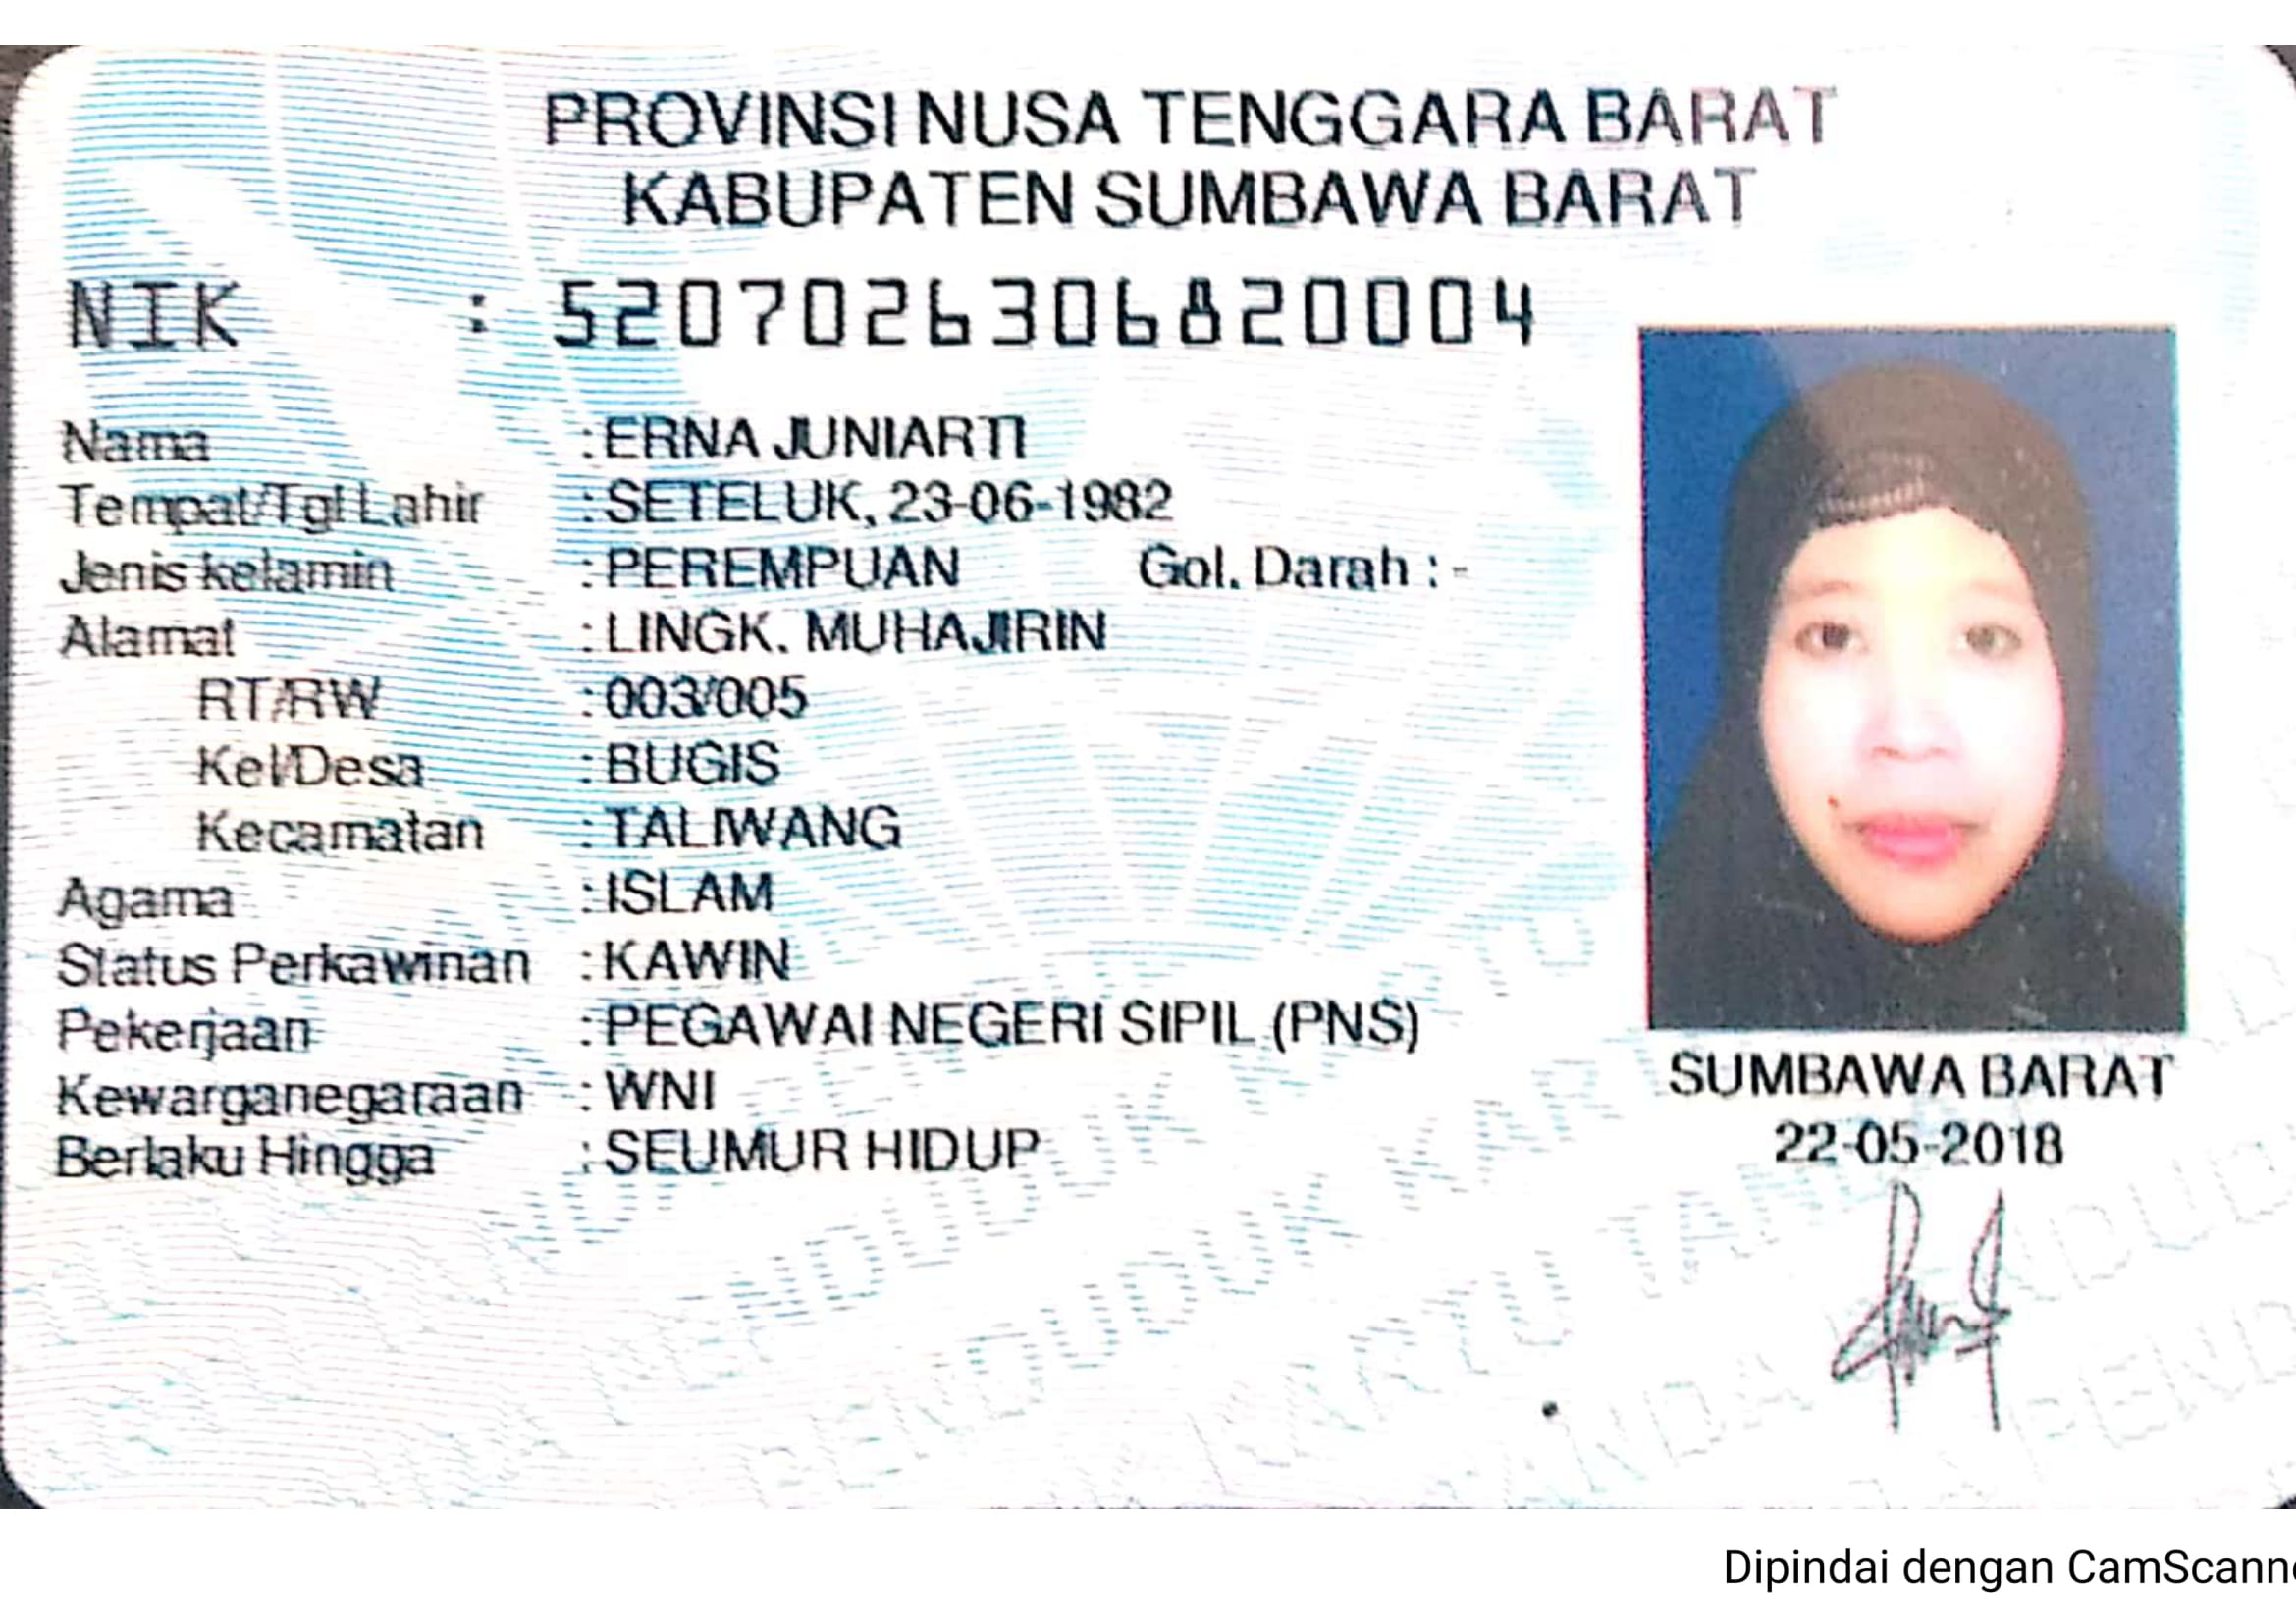 PROVINSI NUSA TENGGARA BARAT
KABUPATEN SUMBAWA BARAT
NIK : 5207026306820004
Nama : ERNA JUNIARTI
Tempat/Tgl Lahir : SETELUK, 23-06-1982
Jenis kelamin : PEREMPUAN Gol. Darah : -
Alamat : LINGK. MUHAJIRIN
RT/RW : 003/005
Kel/Desa : BUGIS
Kecamatan : TALIWANG
Agama : ISLAM
Status Perkawinan : KAWIN
Pekerjaan : PEGAWAI NEGERI SIPIL (PNS)
Kewarganegaraan : WNI
Berlaku Hingga : SEUMUR HIDUP
SUMBAWA BARAT
22-05-2018
Dipindai dengan CamScanne